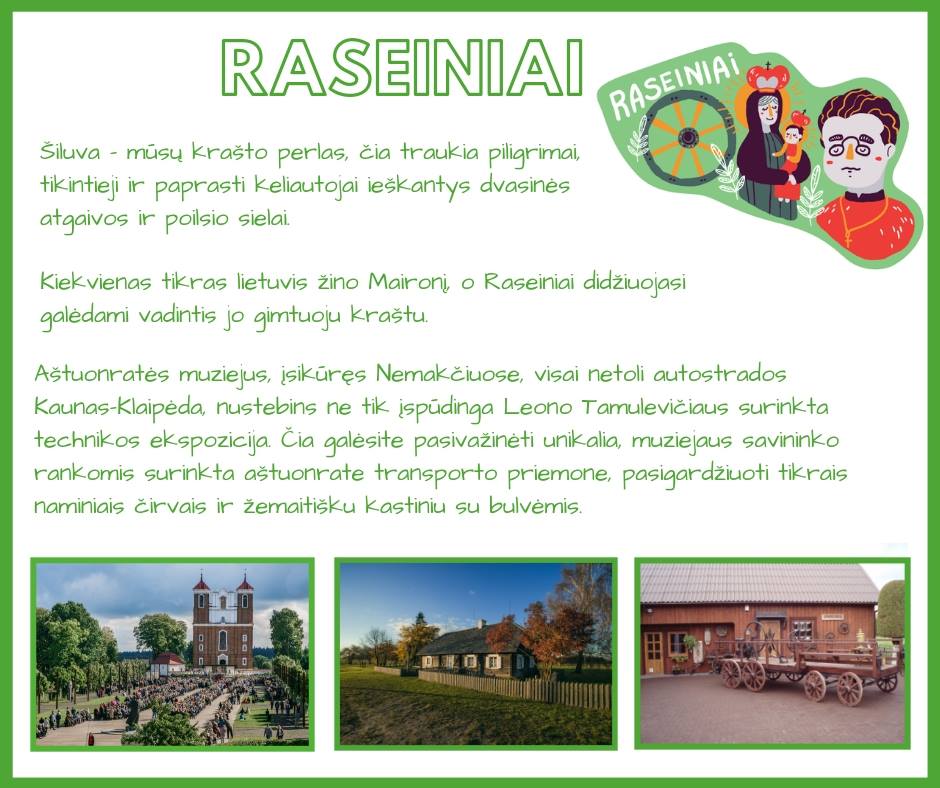 RASEINIAI
RASEINIAi
Šiluva - mūsų krašto perlas, čia traukia piligrimai,
tikintieji ir paprasti keliautojai ieškantys dvasinės
atgaivos ir poilsio sielai.
Kiekvienas tikras lietuvis žino Maironį, o Raseiniai didžiuojasi
galėdami vadintis jo gimtuoju kraštu.
Aštuonratės muziejus, įsikūręs Nemakčiuose, visai netoli autostrados
Kaunas-Klaipėda, nustebins ne tik įspūdinga Leono Tamulevičiaus surinkta
technikos ekspozicija. Čia galėsite pasivažinėti unikalia, muziejaus savininko
rankomis surinkta aštuonrate transporto priemone, pasigardžiuoti tikrais
naminiais čirvais ir žemaitišku kastiniu su bulvėmis.